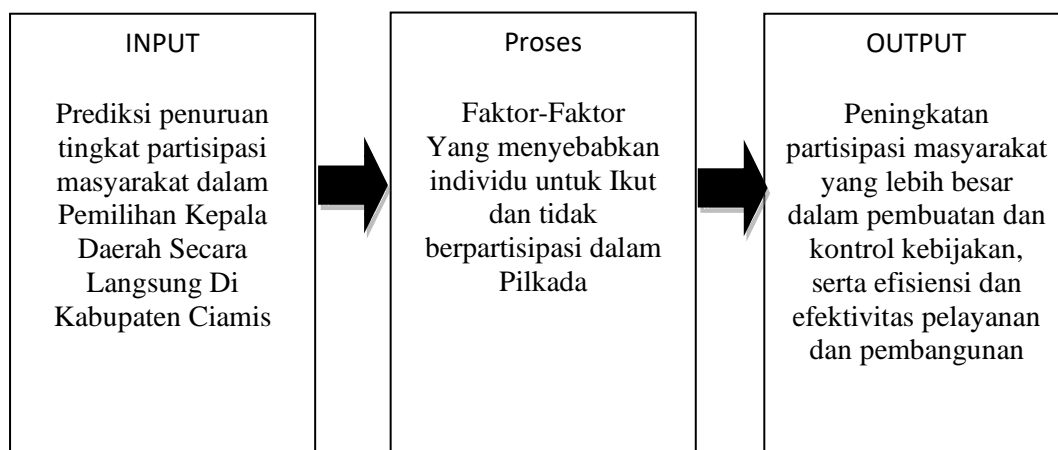 INPUT
Prediksi penuruan
tingkat partisipasi
masyarakat dalam
Pemilihan Kepala
Daerah Secara
Langsung Di
Kabupaten Ciamis
Proses
Faktor-Faktor
Yang menyebabkan
individu untuk Ikut
dan tidak
berpartisipasi dalam
Pilkada
OUTPUT
Peningkatan
partisipasi masyarakat
yang lebih besar
dalam pembuatan dan
kontrol kebijakan,
serta efisiensi dan
efektivitas pelayanan
dan pembangunan